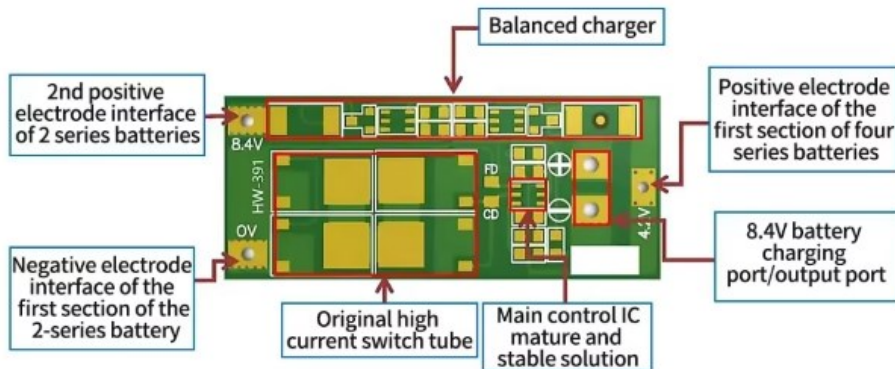 Balanced charger
2nd positive
electrode interface
of 2 series batteries
Positive electrode
interface of the
first section of four
series batteries
8.4V
HW-391
FD
CD
0V
4.2V
Negative electrode
interface of the
first section of the
2-series battery
Original high
current switch tube
Main control IC
mature and
stable solution
8.4V battery
charging
port/output port